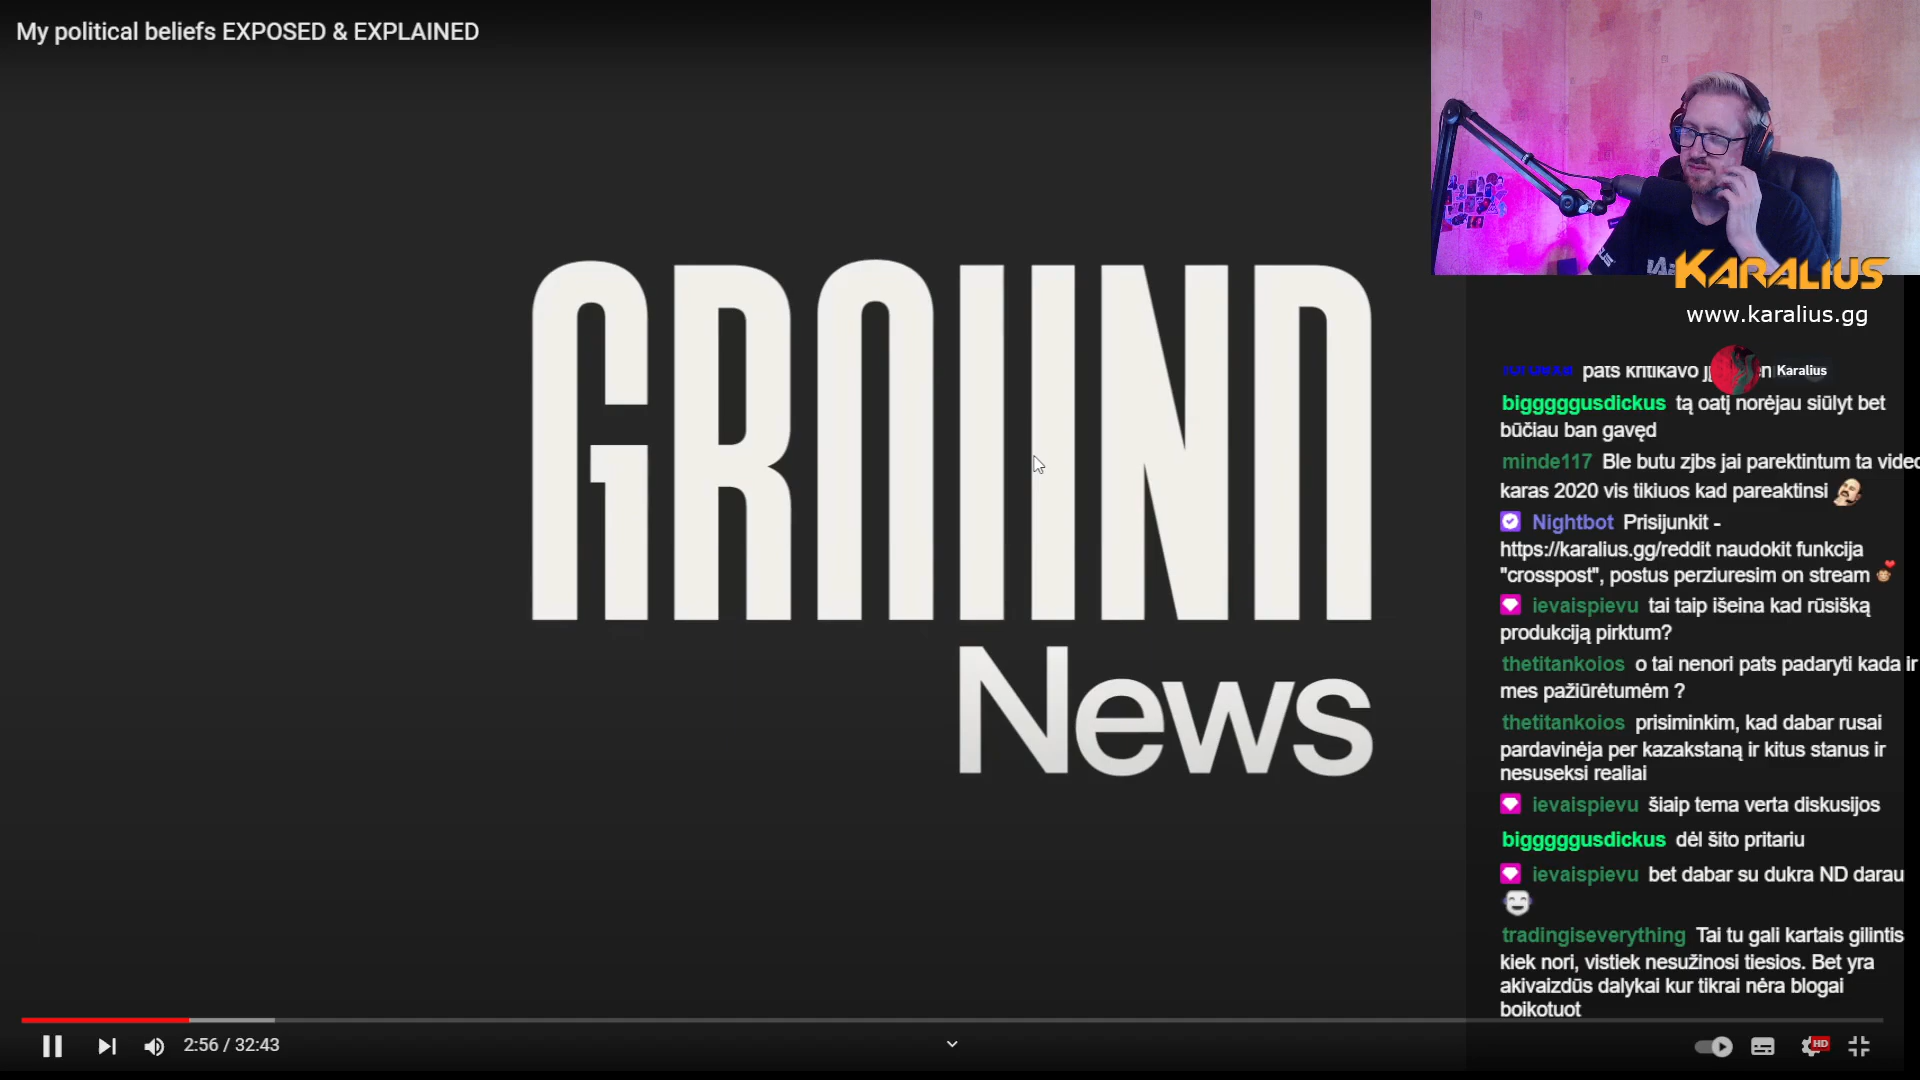 My political beliefs EXPOSED & EXPLAINED
GROUND
News
KARALIUS
www.karalius.gg
pats kritikavo
Karalius
bigggggusdickus tą oatį norėjau siūlyt bet
būčiau ban gavęd
minde117 Ble butu zjbs jai parektintum ta video
karas 2020 vis tikiuos kad pareaktinsi
Nightbot Prisijunkit -
https://karalius.gg/reddit naudokit funkcija
"crosspost", postus perziuresim on stream
ievaispievu tai taip išeina kad rūsišką
produkciją pirktum?
thetitankoios o tai nenori pats padaryti kada ir
mes pažiūrėtumėm ?
thetitankoios prisiminkim, kad dabar rusai
pardavinėja per kazakstaną ir kitus stanus ir
nesuseksi realiai
ievaispievu šiaip tema verta diskusijos
bigggggusdickus dėl šito pritariu
ievaispievu bet dabar su dukra ND darau
tradingiseverything Tai tu gali kartais gilintis
kiek nori, vistiek nesužinosi tiesios. Bet yra
akivaizdūs dalykai kur tikrai nėra blogai
boikotuot
2:56 / 32:43
HD